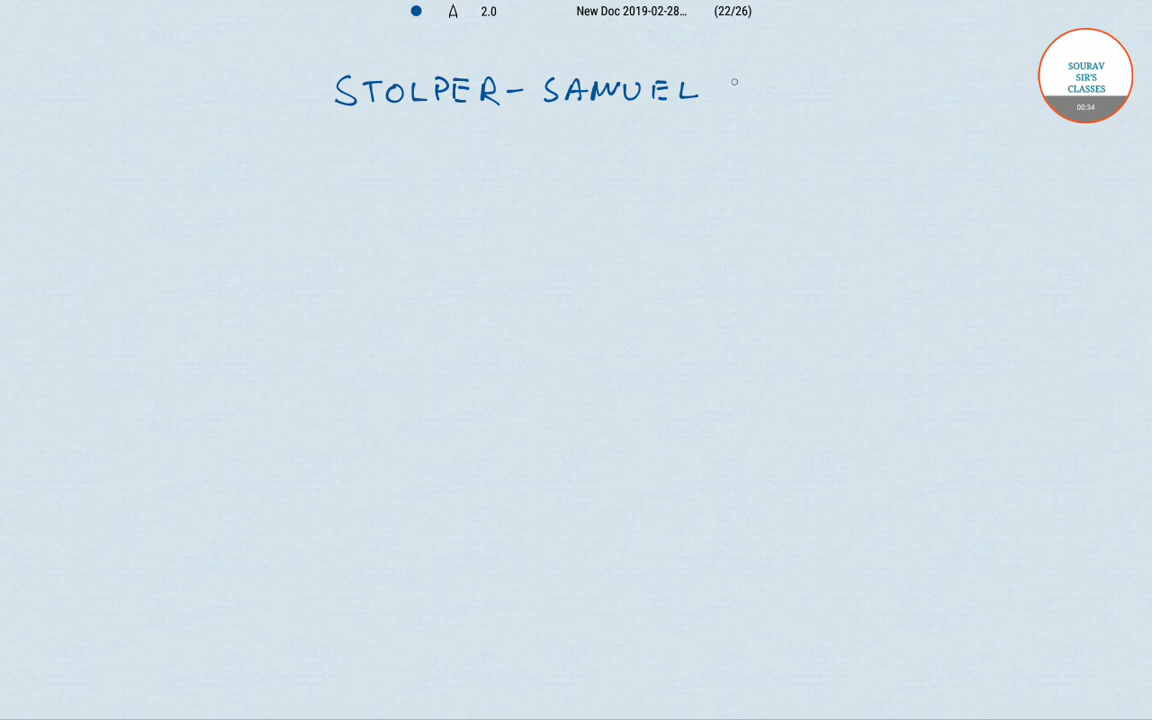 2.0 New Doc 2019-02-28... (22/26)
STOLPER-SAMUEL
SOURAV
SIR'S
CLASSES
00:34